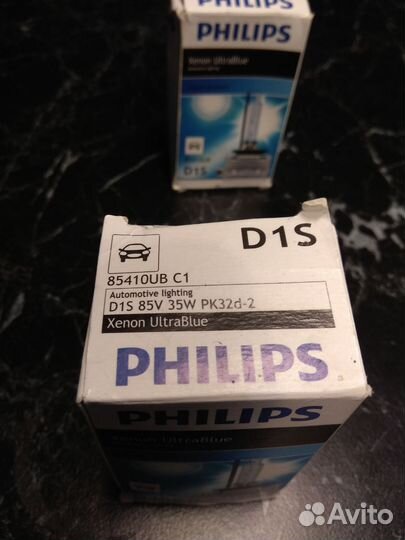 PHILIPS
Xenon UltraBlue
D1S
D1S
85410UB C1
Automotive lighting
D1S 85V 35W PK32d-2
Xenon UltraBlue
PHILIPS
PHILIPS
Xenon UltraBlue
Avito